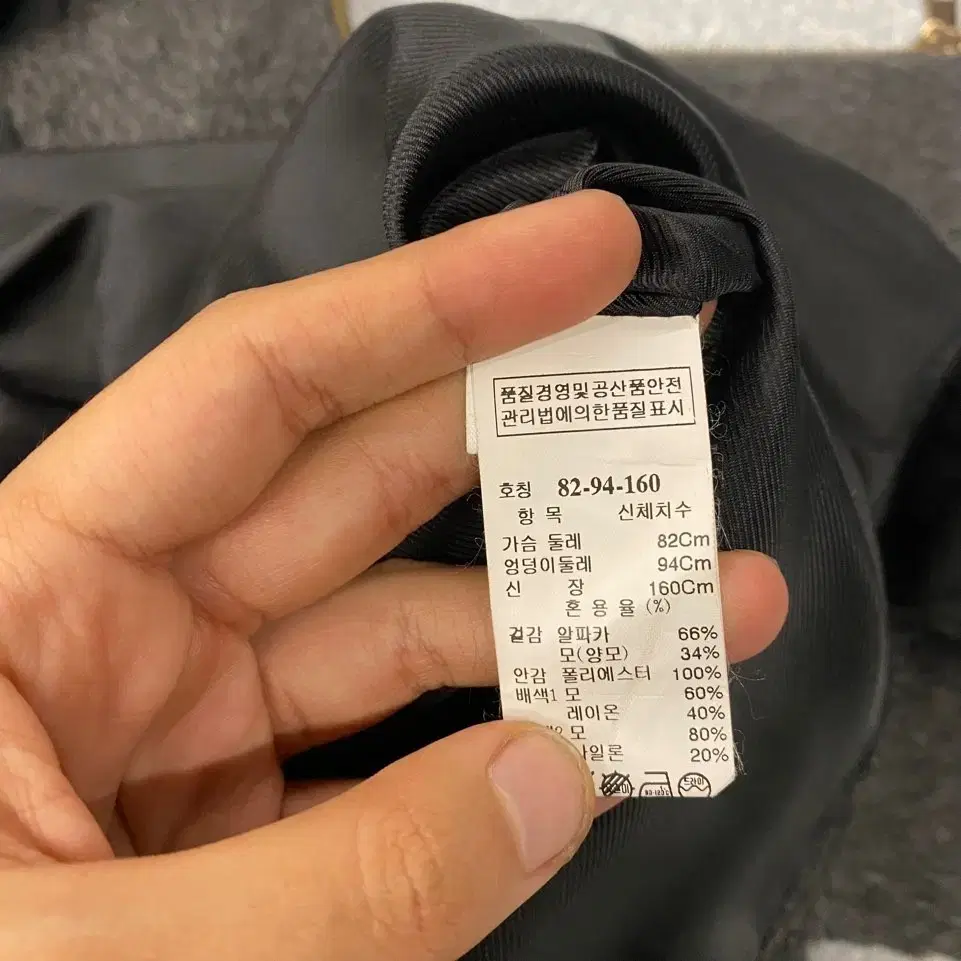 품질경영및공산품안전
관리법에의한품질표시
호칭 82-94-160
항 목 신체치수
가슴 둘레 82Cm
엉덩이둘레 94Cm
신 장 160Cm
혼 용 율 (%)
겉감 알파카 66%
모(양모) 34%
안감 폴리에스터 100%
배색1 모 60%
레이온 40%
모 80%
20%
드라이